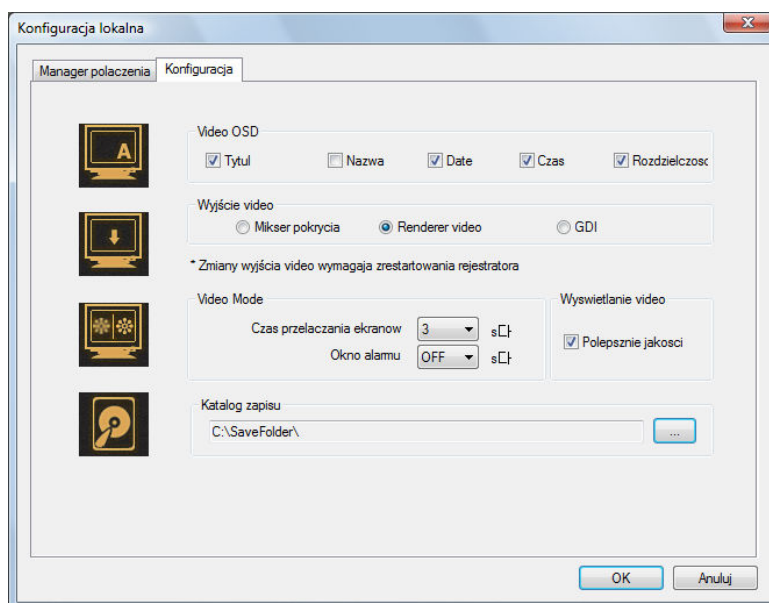 Konfiguracja lokalna
Manager polaczenia Konfiguracja
A
Video OSD
Tytul Nazwa Date Czas Rozdzielczosc
Wyjście video
Mikser pokrycia Renderer video GDI
* Zmiany wyjścia video wymagaja zrestartowania rejestratora
Video Mode Wyswietlanie video
Czas przelaczania ekranow 3
Polepsznie jakosci
Okno alarmu OFF
Katalog zapisu
C:\SaveFolder\
...
OK Anuluj